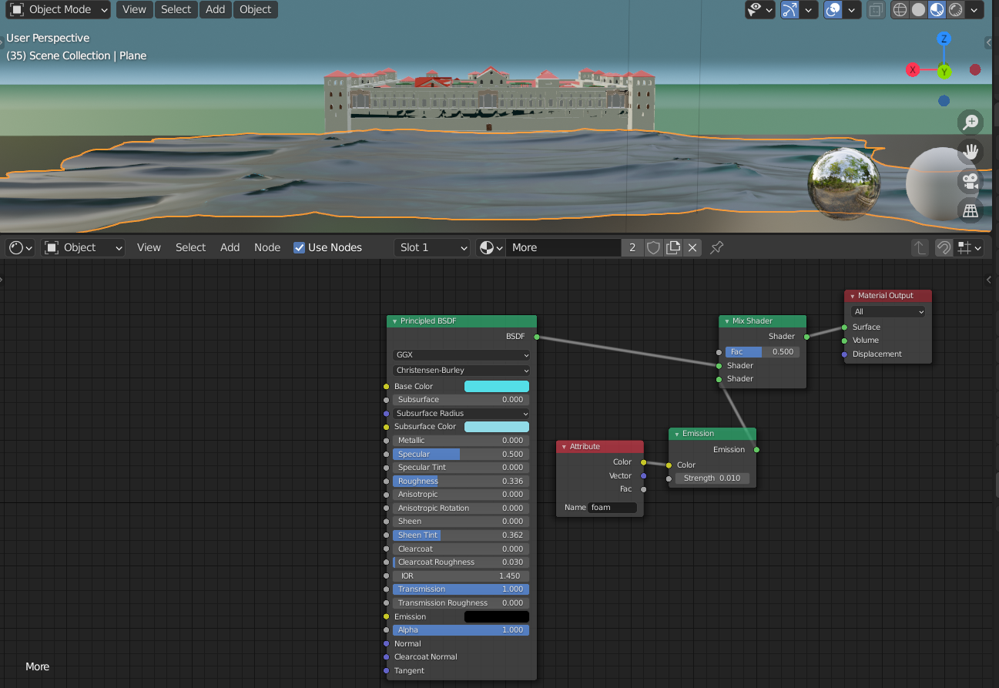 Object Mode View Select Add Object
User Perspective
(35) Scene Collection | Plane
Z
X
Y
Object View Select Add Node Use Nodes Slot 1 More 2
Material Output
All
Surface
Volume
Displacement
Principled BSDF
BSDF
GGX
Christensen-Burley
Base Color
Subsurface 0.000
Subsurface Radius
Subsurface Color
Metallic 0.000
Specular 0.500
Specular Tint 0.000
Roughness 0.336
Anisotropic 0.000
Anisotropic Rotation 0.000
Sheen 0.000
Sheen Tint 0.362
Clearcoat 0.000
Clearcoat Roughness 0.030
IOR 1.450
Transmission 1.000
Transmission Roughness 0.000
Emission
Alpha 1.000
Normal
Clearcoat Normal
Tangent
Mix Shader
Shader
Fac 0.500
Shader
Shader
Attribute
Color
Vector
Fac
Name foam
Emission
Emission
Color
Strength 0.010
More